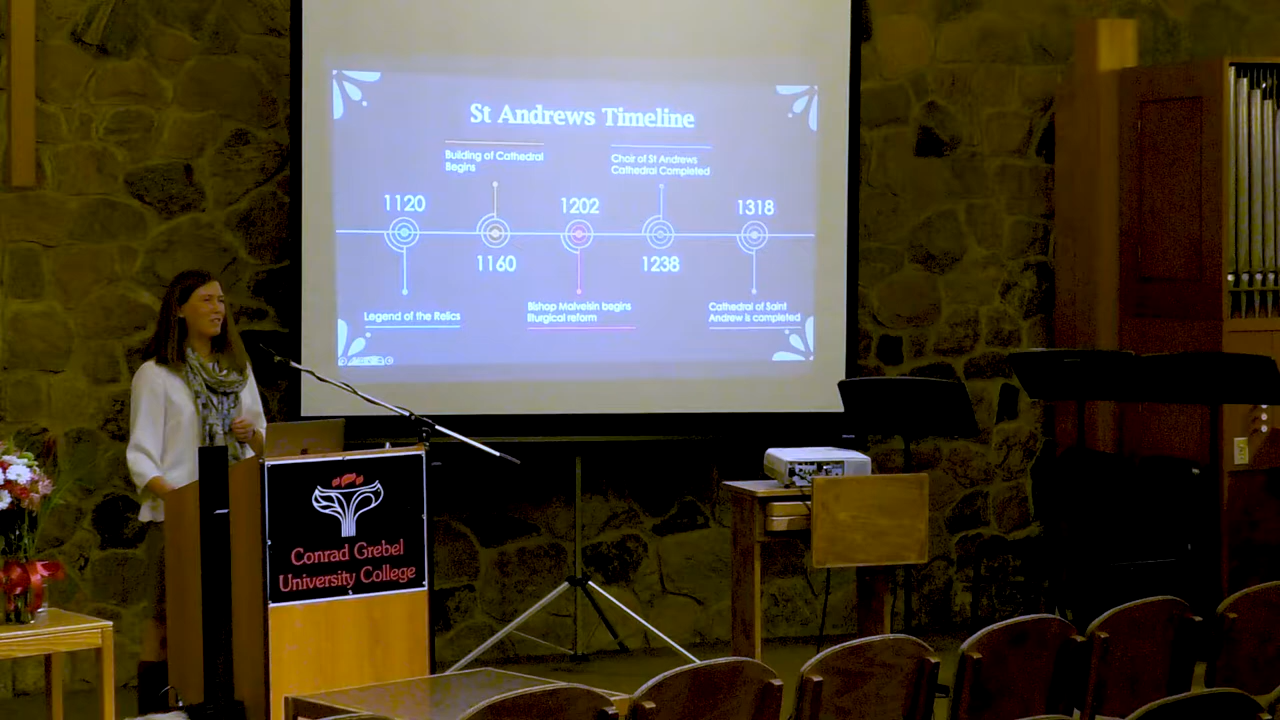 St Andrews Timeline
Building of Cathedral
Begins
Choir of St Andrews
Cathedral Completed
1120
1202
1318
1160
1238
Legend of the Relics
Bishop Malveisin begins
liturgical reform
Cathedral of Saint
Andrew is completed
Conrad Grebel
University College